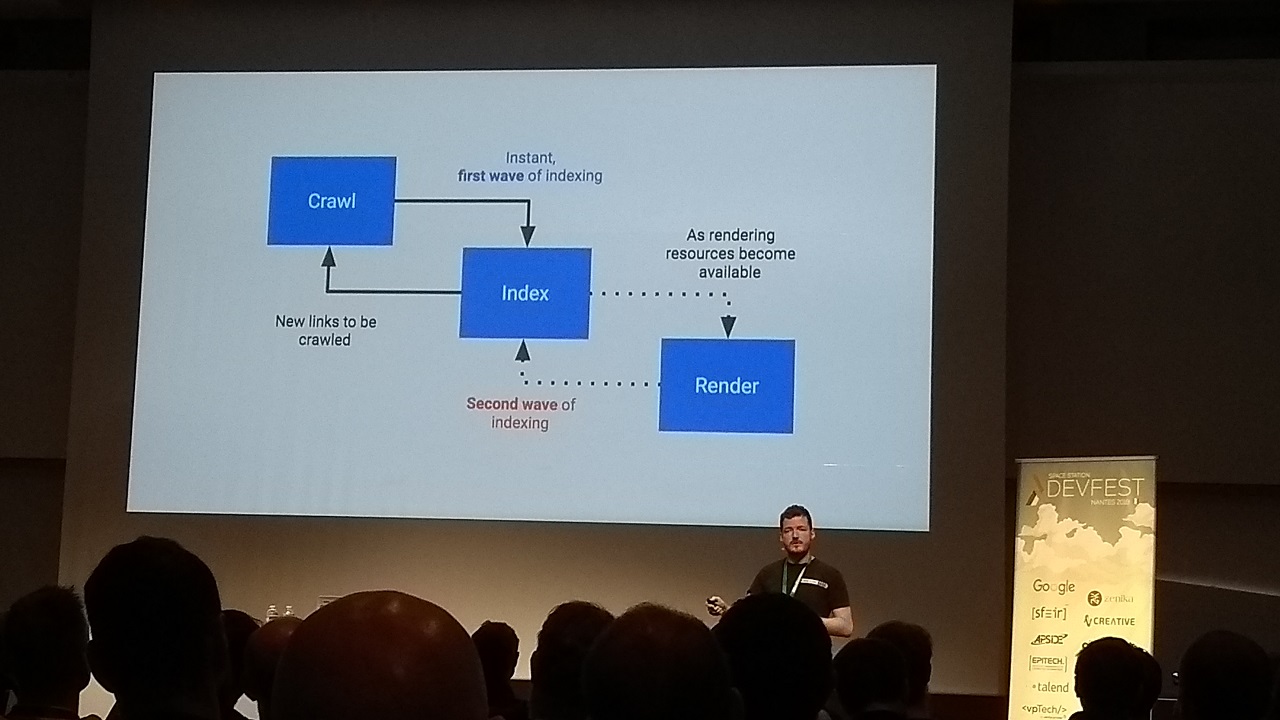 Instant,
first wave of indexing
Crawl
As rendering
resources become
available
Index
New links to be
crawled
Render
Second wave of
indexing
SPACE STATION
DEVFEST
NANTES 2018
Google
zenika
[sfeir]
CREATIVE
APSIDE
EPITECH.
talend
<vpTech/>